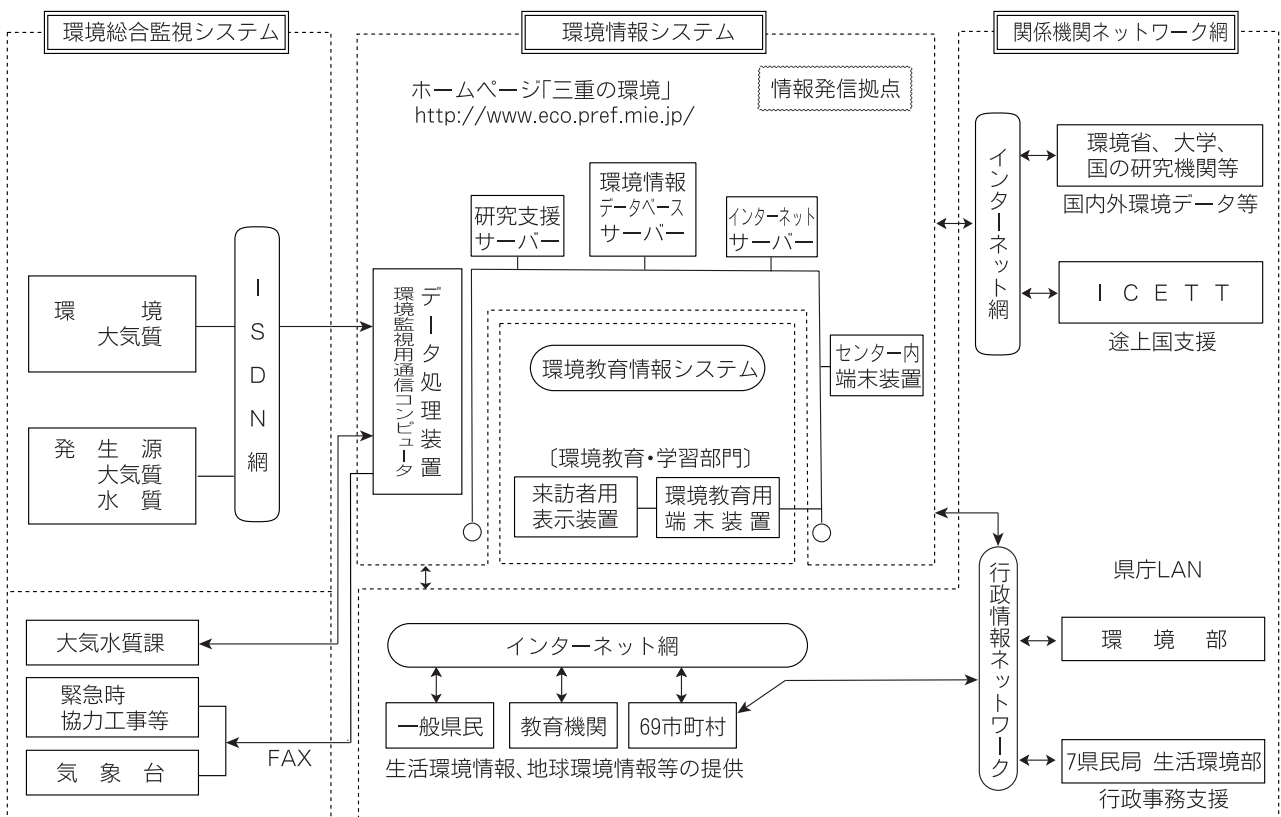 環境総合監視システム
環境情報システム
関係機関ネットワーク網
ホームページ「三重の環境」
http://www.eco.pref.mie.jp/
情報発信拠点
環境
大気質
発生源
大気質
水質
ISDN網
データ処理装置
環境監視用通信コンピュータ
研究支援
サーバー
環境情報
データベース
サーバー
インターネット
サーバー
センター内
端末装置
環境教育情報システム
〔環境教育・学習部門〕
来訪者用
表示装置
環境教育用
端末装置
インターネット網
環境省、大学、
国の研究機関等
国内外環境データ等
ICETT
途上国支援
大気水質課
緊急時
協力工事等
気象台
FAX
インターネット網
一般県民
教育機関
69市町村
生活環境情報、地球環境情報等の提供
行政情報ネットワーク
県庁LAN
環境部
7県民局 生活環境部
行政事務支援